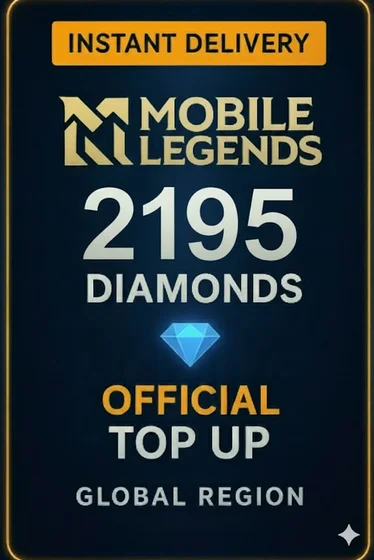 INSTANT DELIVERY
MOBILE
LEGENDS
2195
DIAMONDS
OFFICIAL
TOP UP
GLOBAL REGION